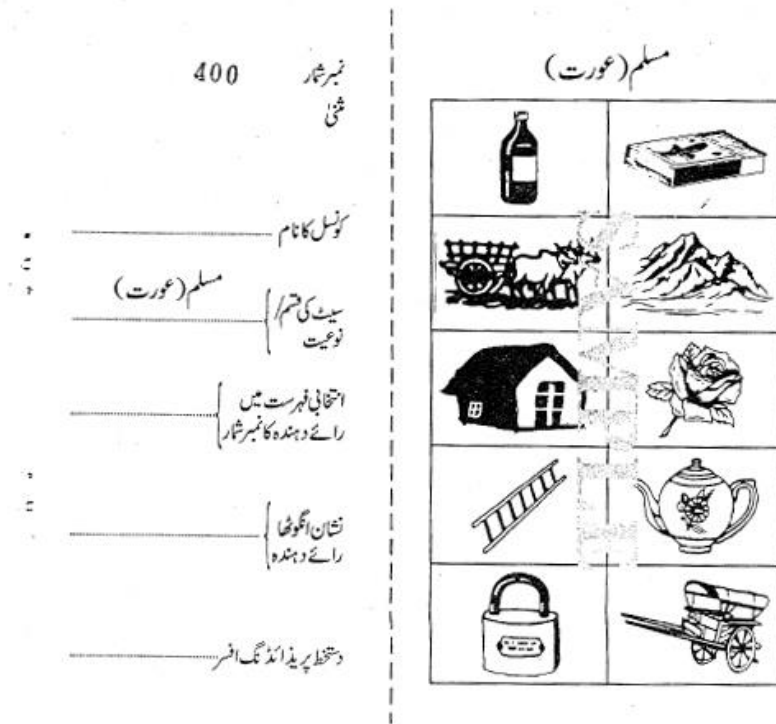 نمبر شمار 400
مثنیٰ
کونسل کا نام
مسلم (عورت)
سیٹ کی قسم/
نوعیت
انتخابی فہرست میں
رائے دہندہ کا نمبر شمار
نشان انگوٹھا
رائے دہندہ
دستخط پریذائڈنگ افسر
مسلم (عورت)